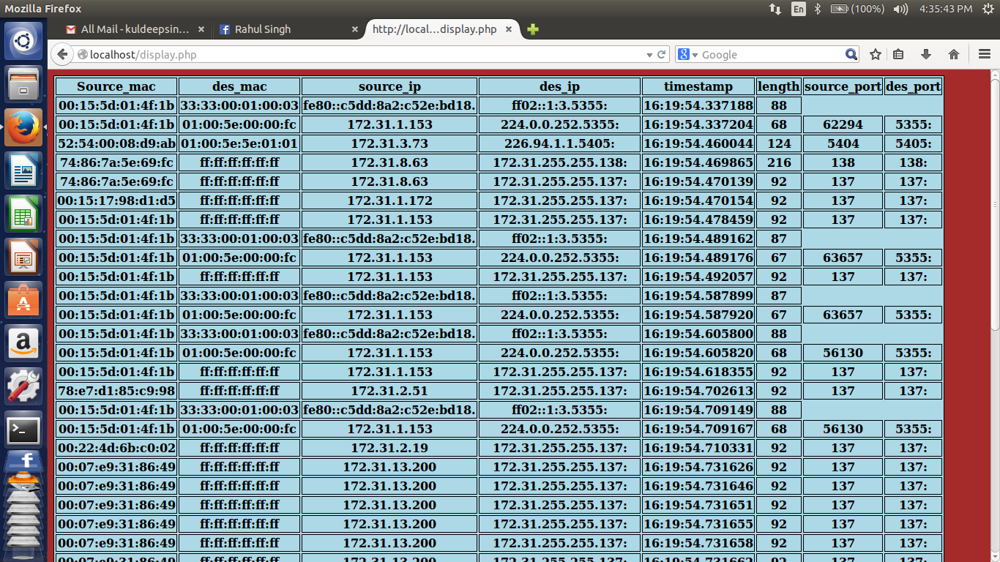 Mozilla Firefox En (100%) 4:35:43 PM
All Mail - kuldeepsin... × Rahul Singh × http://local...display.php ×
localhost/display.php Google
Source_mac des_mac source_ip des_ip timestamp length source_port des_port
00:15:5d:01:4f:1b 33:33:00:01:00:03 fe80::c5dd:8a2:c52e:bd18. ff02::1:3.5355: 16:19:54.337188 88
00:15:5d:01:4f:1b 01:00:5e:00:00:fc 172.31.1.153 224.0.0.252.5355: 16:19:54.337204 68 62294 5355:
52:54:00:08:d9:ab 01:00:5e:5e:01:01 172.31.3.73 226.94.1.1.5405: 16:19:54.460044 124 5404 5405:
74:86:7a:5e:69:fc ff:ff:ff:ff:ff:ff 172.31.8.63 172.31.255.255.138: 16:19:54.469865 216 138 138:
74:86:7a:5e:69:fc ff:ff:ff:ff:ff:ff 172.31.8.63 172.31.255.255.137: 16:19:54.470139 92 137 137:
00:15:17:98:d1:d5 ff:ff:ff:ff:ff:ff 172.31.1.172 172.31.255.255.137: 16:19:54.470154 92 137 137:
00:15:5d:01:4f:1b ff:ff:ff:ff:ff:ff 172.31.1.153 172.31.255.255.137: 16:19:54.478459 92 137 137:
00:15:5d:01:4f:1b 33:33:00:01:00:03 fe80::c5dd:8a2:c52e:bd18. ff02::1:3.5355: 16:19:54.489162 87
00:15:5d:01:4f:1b 01:00:5e:00:00:fc 172.31.1.153 224.0.0.252.5355: 16:19:54.489176 67 63657 5355:
00:15:5d:01:4f:1b ff:ff:ff:ff:ff:ff 172.31.1.153 172.31.255.255.137: 16:19:54.492057 92 137 137:
00:15:5d:01:4f:1b 33:33:00:01:00:03 fe80::c5dd:8a2:c52e:bd18. ff02::1:3.5355: 16:19:54.587899 87
00:15:5d:01:4f:1b 01:00:5e:00:00:fc 172.31.1.153 224.0.0.252.5355: 16:19:54.587920 67 63657 5355:
00:15:5d:01:4f:1b 33:33:00:01:00:03 fe80::c5dd:8a2:c52e:bd18. ff02::1:3.5355: 16:19:54.605800 88
00:15:5d:01:4f:1b 01:00:5e:00:00:fc 172.31.1.153 224.0.0.252.5355: 16:19:54.605820 68 56130 5355:
00:15:5d:01:4f:1b ff:ff:ff:ff:ff:ff 172.31.1.153 172.31.255.255.137: 16:19:54.618355 92 137 137:
78:e7:d1:85:c9:98 ff:ff:ff:ff:ff:ff 172.31.2.51 172.31.255.255.137: 16:19:54.702613 92 137 137:
00:15:5d:01:4f:1b 33:33:00:01:00:03 fe80::c5dd:8a2:c52e:bd18. ff02::1:3.5355: 16:19:54.709149 88
00:15:5d:01:4f:1b 01:00:5e:00:00:fc 172.31.1.153 224.0.0.252.5355: 16:19:54.709167 68 56130 5355:
00:22:4d:6b:c0:02 ff:ff:ff:ff:ff:ff 172.31.2.19 172.31.255.255.137: 16:19:54.710331 92 137 137:
00:07:e9:31:86:49 ff:ff:ff:ff:ff:ff 172.31.13.200 172.31.255.255.137: 16:19:54.731626 92 137 137:
00:07:e9:31:86:49 ff:ff:ff:ff:ff:ff 172.31.13.200 172.31.255.255.137: 16:19:54.731646 92 137 137:
00:07:e9:31:86:49 ff:ff:ff:ff:ff:ff 172.31.13.200 172.31.255.255.137: 16:19:54.731651 92 137 137:
00:07:e9:31:86:49 ff:ff:ff:ff:ff:ff 172.31.13.200 172.31.255.255.137: 16:19:54.731655 92 137 137:
00:07:e9:31:86:49 ff:ff:ff:ff:ff:ff 172.31.13.200 172.31.255.255.137: 16:19:54.731658 92 137 137: